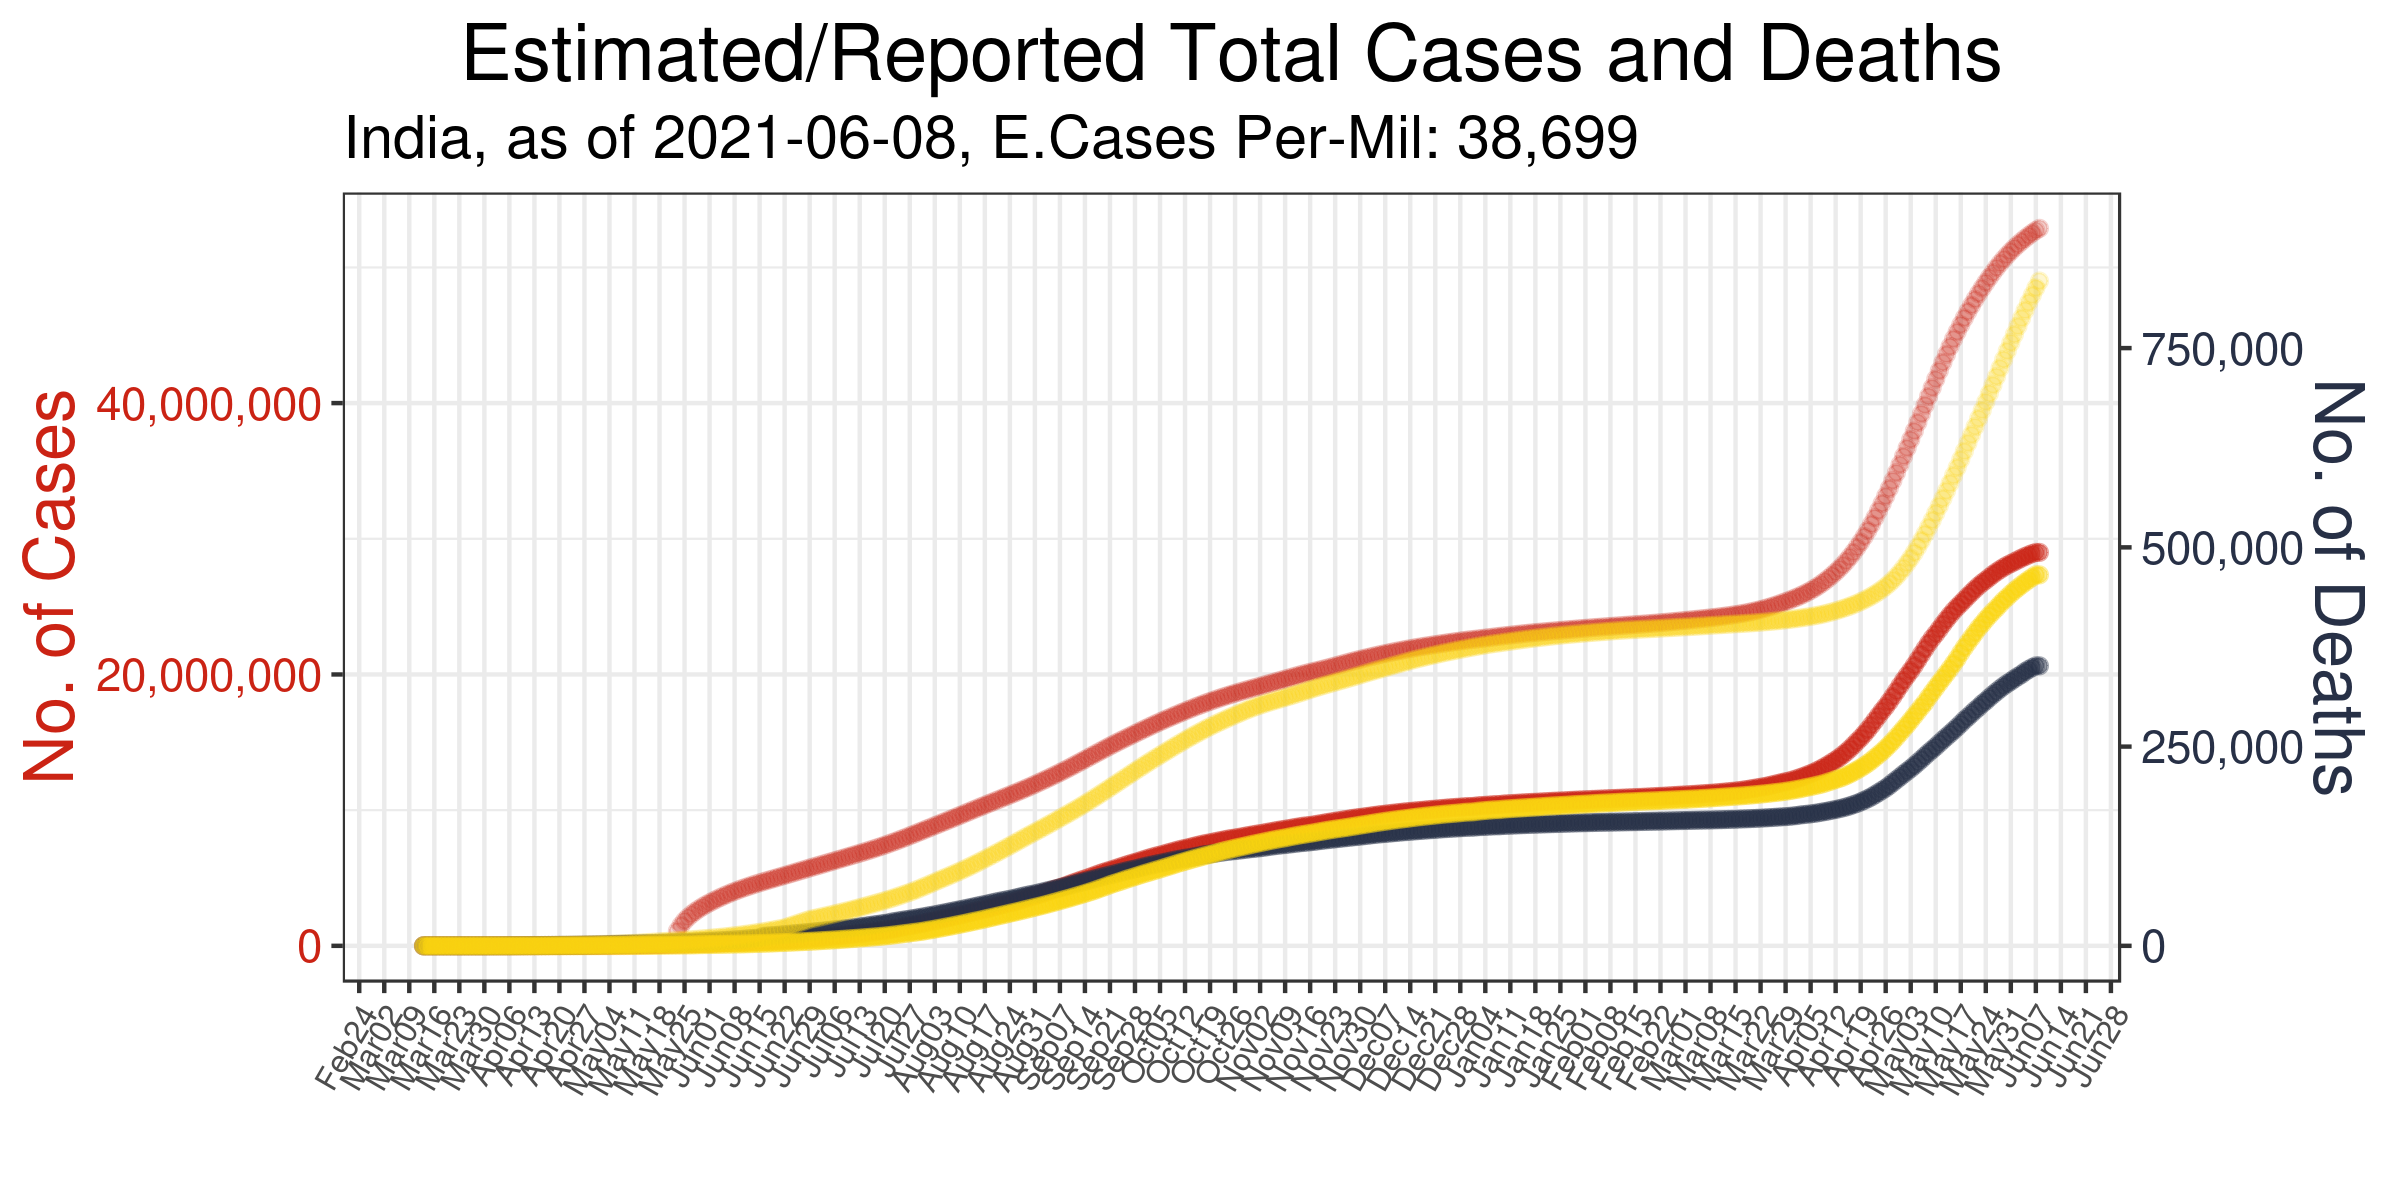 Estimated/Reported Total Cases and Deaths
India, as of 2021-06-08, E.Cases Per-Mil: 38,699
No. of Cases
40,000,000
20,000,000
0
750,000
500,000
250,000
0
No. of Deaths
Feb24
Mar02
Mar09
Mar16
Mar23
Mar30
Apr06
Apr13
Apr20
Apr27
May04
May11
May18
May25
Jun01
Jun08
Jun15
Jun22
Jun29
Jul06
Jul13
Jul20
Jul27
Aug03
Aug10
Aug17
Aug24
Aug31
Sep07
Sep14
Sep21
Sep28
Oct05
Oct12
Oct19
Oct26
Nov02
Nov09
Nov16
Nov23
Nov30
Dec07
Dec14
Dec21
Dec28
Jan04
Jan11
Jan18
Jan25
Feb01
Feb08
Feb15
Feb22
Mar01
Mar08
Mar15
Mar22
Mar29
Apr05
Apr12
Apr19
Apr26
May03
May10
May17
May24
May31
Jun07
Jun14
Jun21
Jun28